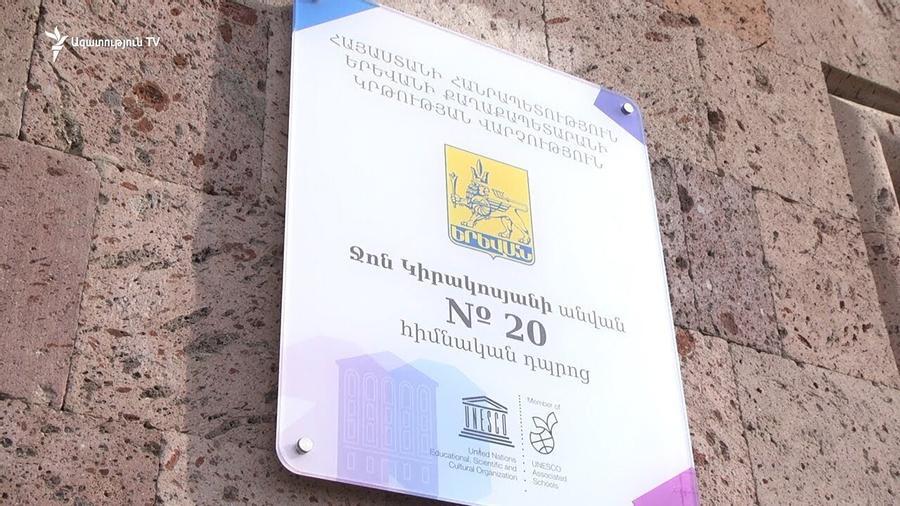 Ազատություն TV
ՀԱՅԱՍՏԱՆԻ ՀԱՆՐԱՊԵՏՈՒԹՅՈՒՆ
ԵՐԵՎԱՆԻ ՔԱՂԱՔԱՊԵՏԱՐԱՆԻ
ԿՐԹՈՒԹՅԱՆ ՎԱՐՉՈՒԹՅՈՒՆ
ԵՐԵՎԱՆ
Ջոն Կիրակոսյանի անվան
№ 20
հիմնական դպրոց
UNESCO
United Nations
Educational, Scientific and
Cultural Organization
Member of
UNESCO
Associated
Schools